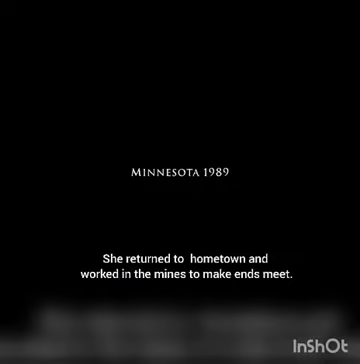 MINNESOTA 1989
She returned to hometown and
worked in the mines to make ends meet.
InShOt